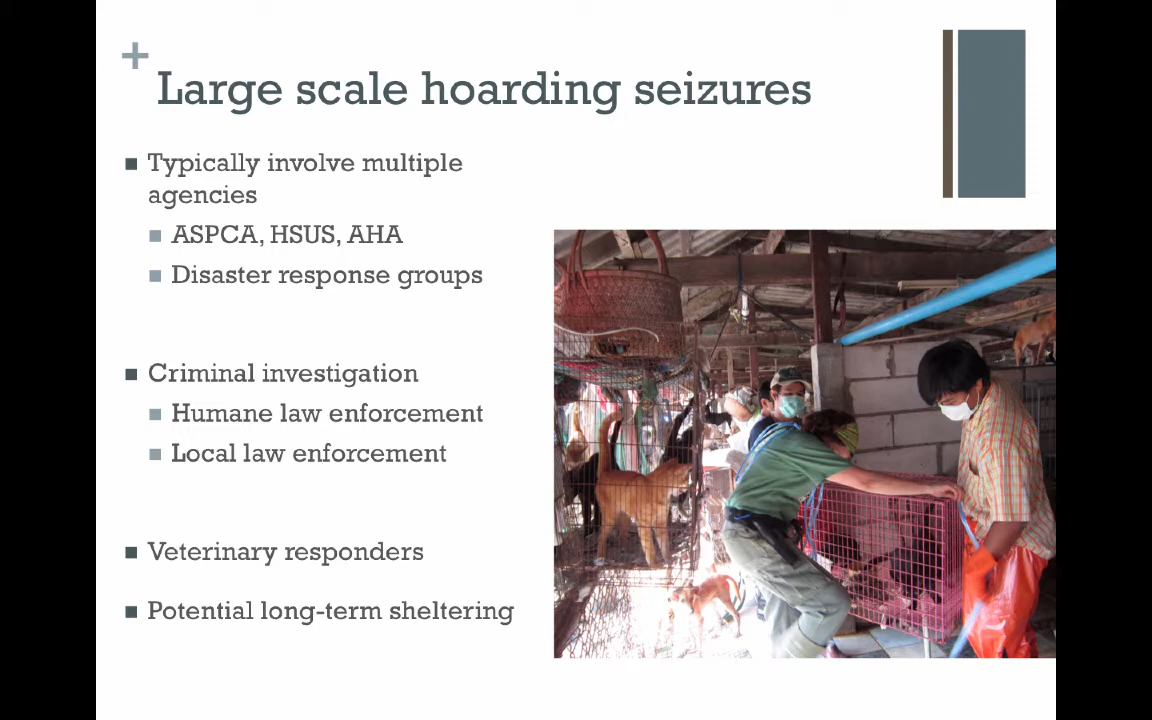 +
Large scale hoarding seizures
■ Typically involve multiple
agencies
■ ASPCA, HSUS, AHA
■ Disaster response groups
■ Criminal investigation
■ Humane law enforcement
■ Local law enforcement
■ Veterinary responders
■ Potential long-term sheltering